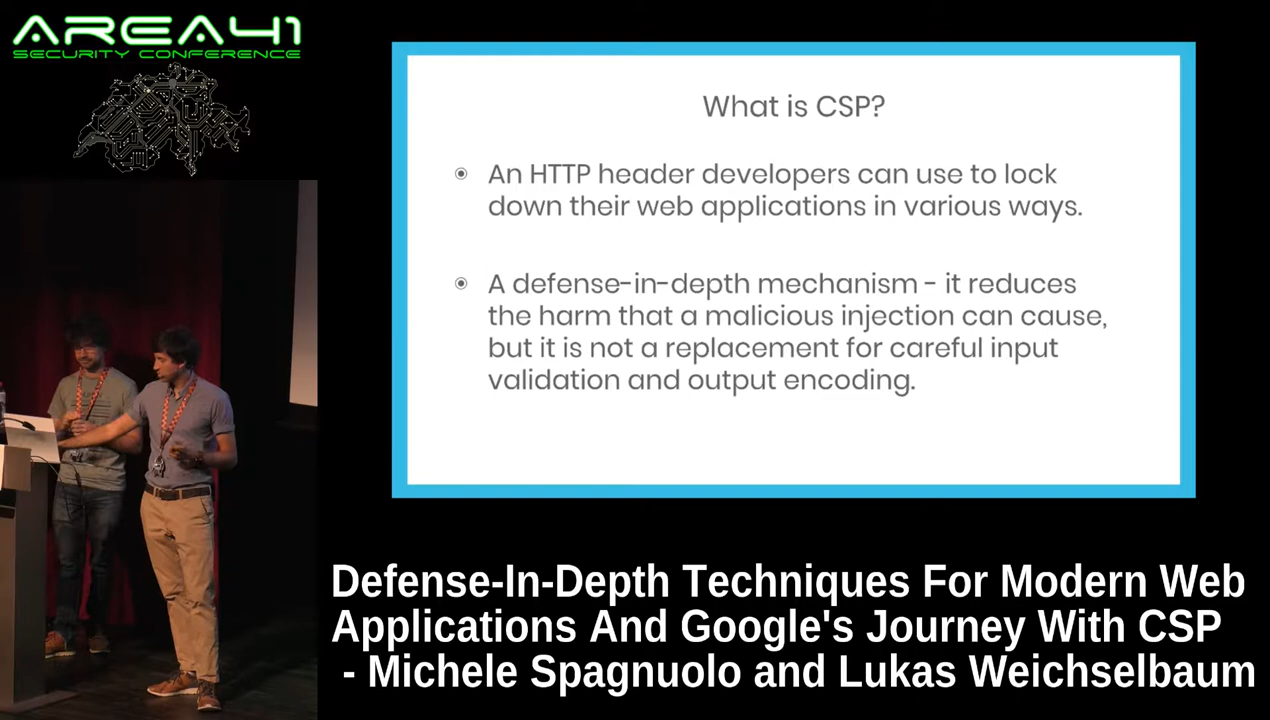 AREA41
SECURITY CONFERENCE
What is CSP?
An HTTP header developers can use to lock
down their web applications in various ways.
A defense-in-depth mechanism - it reduces
the harm that a malicious injection can cause,
but it is not a replacement for careful input
validation and output encoding.
Defense-In-Depth Techniques For Modern Web
Applications And Google's Journey With CSP
- Michele Spagnuolo and Lukas Weichselbaum